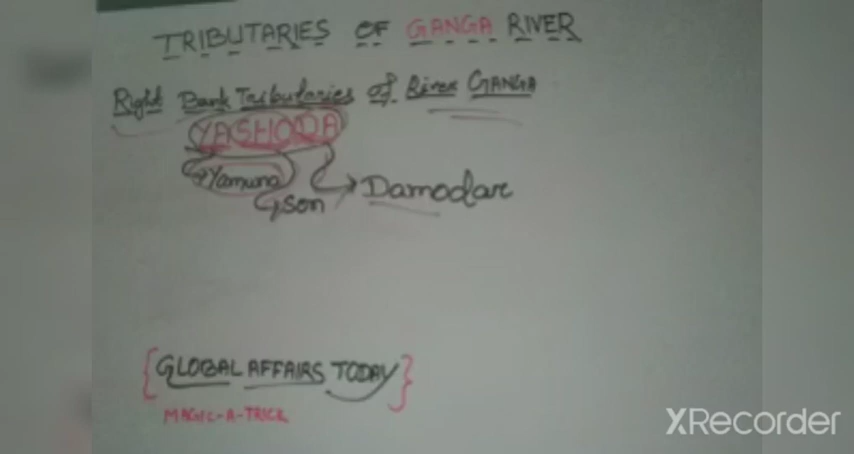 TRIBUTARIES OF GANGA RIVER
Right Bank Tributaries of River GANGA
YASHODA
Yamuna
Son
Damodar
{GLOBAL AFFAIRS TODAY}
MAGIC-A-TRICK
XRecorder